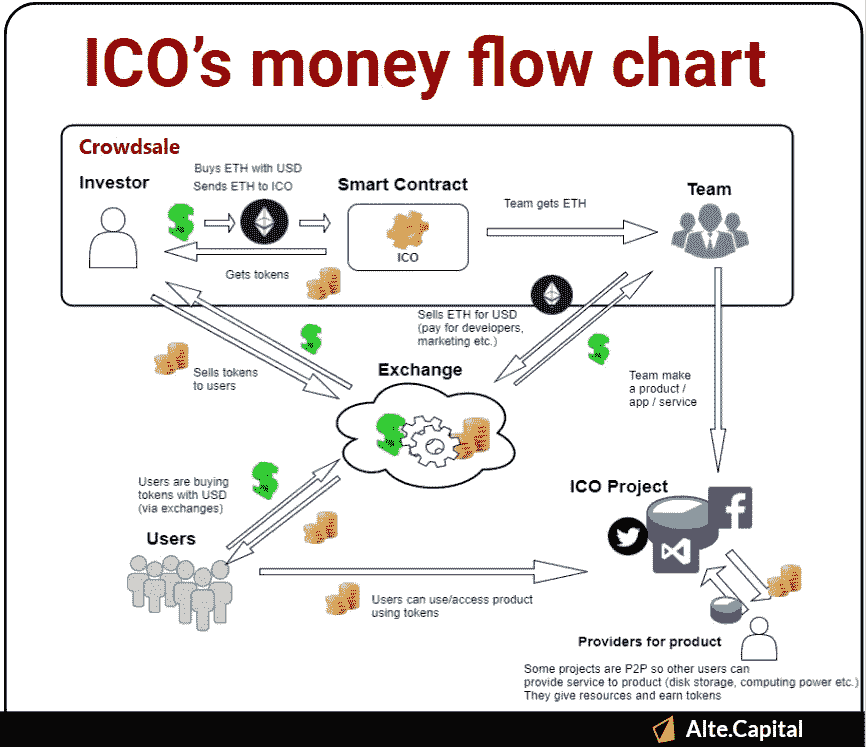 ICO's money flow chart
Crowdsale
Buys ETH with USD
Sends ETH to ICO
Investor
Smart Contract
Team
Team gets ETH
ICO
Gets tokens
Sells ETH for USD
(pay for developers,
marketing etc.)
Sells tokens
to users
Exchange
Team make
a product /
app / service
Users are buying
tokens with USD
(via exchanges)
ICO Project
Users
Users can use/access product
using tokens
Providers for product
Some projects are P2P so other users can
provide service to product (disk storage, computing power etc.)
They give resources and earn tokens
Alte.Capital